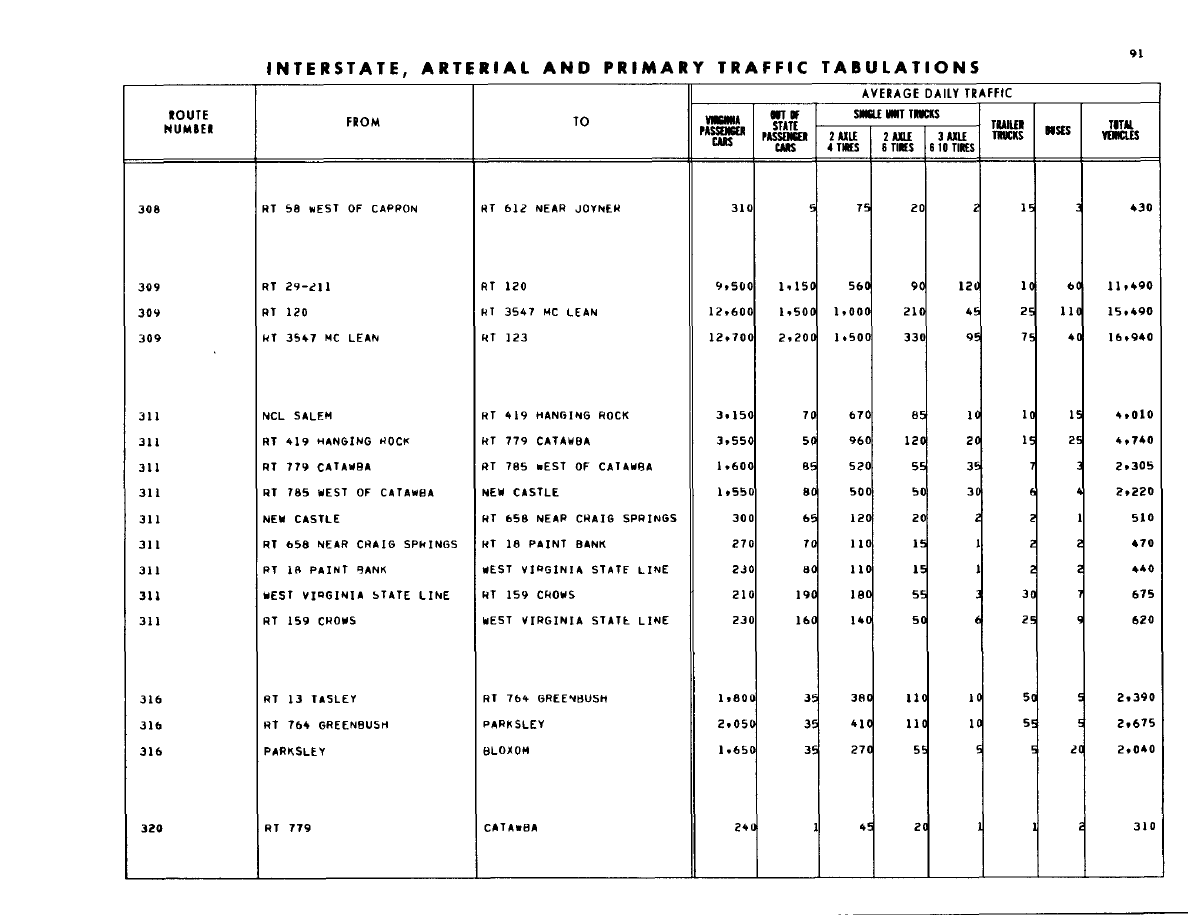 91
INTERSTATE, ARTERIAL AND PRIMARY TRAFFIC TABULATIONS
AVERAGE DAILY TRAFFIC
ROUTE NUMBER FROM TO VIRGINIA PASSENGER CARS OUT OF STATE PASSENGER CARS SINGLE UNIT TRUCKS 2 AXLE 4 TIRES 2 AXLE 6 TIRES 3 AXLE 6 10 TIRES TRAILER TRUCKS BUSES TOTAL VEHICLES
308 RT 58 WEST OF CAPRON RT 612 NEAR JOYNER 310 5 75 20 2 15 3 430
309 RT 29-211 RT 120 9,500 1,150 560 90 120 10 60 11,490
309 RT 120 RT 3547 MC LEAN 12,600 1,500 1,000 210 45 25 110 15,490
309 RT 3547 MC LEAN RT 123 12,700 2,200 1,500 330 95 75 40 16,940
311 NCL SALEM RT 419 HANGING ROCK 3,150 70 670 85 10 10 15 4,010
311 RT 419 HANGING ROCK RT 779 CATAWBA 3,550 50 960 120 20 15 25 4,740
311 RT 779 CATAWBA RT 785 WEST OF CATAWBA 1,600 85 520 55 35 7 3 2,305
311 RT 785 WEST OF CATAWBA NEW CASTLE 1,550 80 500 50 30 6 4 2,220
311 NEW CASTLE RT 658 NEAR CRAIG SPRINGS 300 65 120 20 2 2 1 510
311 RT 658 NEAR CRAIG SPRINGS RT 18 PAINT BANK 270 70 110 15 1 2 2 470
311 RT 18 PAINT BANK WEST VIRGINIA STATE LINE 230 80 110 15 1 2 2 440
311 WEST VIRGINIA STATE LINE RT 159 CROWS 210 190 180 55 3 30 7 675
311 RT 159 CROWS WEST VIRGINIA STATE LINE 230 160 140 50 6 25 9 620
316 RT 13 TASLEY RT 764 GREENBUSH 1,800 35 380 110 10 50 5 2,390
316 RT 764 GREENBUSH PARKSLEY 2,050 35 410 110 10 55 5 2,675
316 PARKSLEY BLOXOM 1,650 35 270 55 5 5 20 2,040
320 RT 779 CATAWBA 240 1 45 20 1 1 2 310